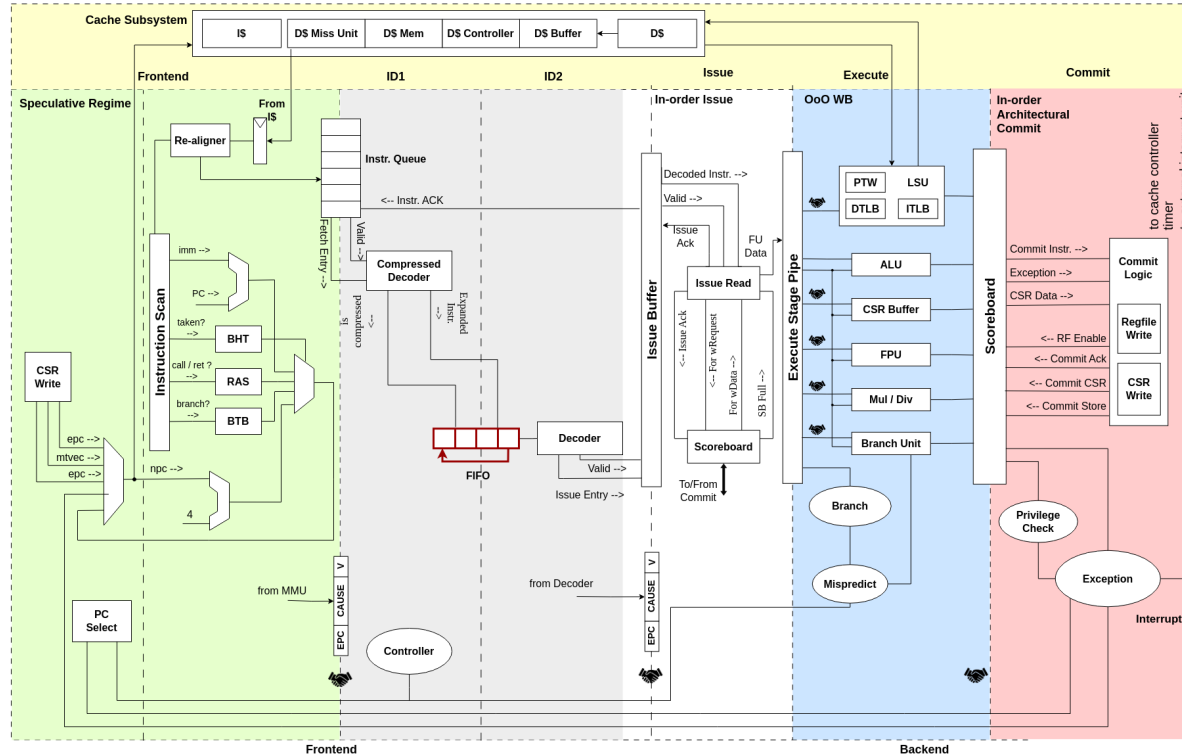 Cache Subsystem
I$
D$ Miss Unit
D$ Mem
D$ Controller
D$ Buffer
D$
Frontend
ID1
ID2
Issue
Execute
Commit
Speculative Regime
From
I$
In-order Issue
OoO WB
In-order
Architectural
Commit
to cache controller
timer
Re-aligner
Instr. Queue
<-- Instr. ACK
Fetch Entry -->
Valid -->
Compressed
Decoder
is
compressed
-->
Expanded
Instr.
-->
Instruction Scan
imm -->
PC -->
taken?
-->
BHT
call / ret ?
-->
RAS
branch?
-->
BTB
CSR
Write
epc -->
mtvec -->
epc -->
npc -->
4
FIFO
Decoder
Valid -->
Issue Entry -->
Issue Buffer
Decoded Instr. -->
Valid -->
Issue
Ack
FU
Data
Issue Read
<-- Issue Ack
<-- For wRequest
For wData -->
SB Full -->
Scoreboard
To/From
Commit
Execute Stage Pipe
PTW
LSU
DTLB
ITLB
ALU
CSR Buffer
FPU
Mul / Div
Branch Unit
Branch
Mispredict
Scoreboard
Commit Instr. -->
Exception -->
CSR Data -->
<-- RF Enable
<-- Commit Ack
<-- Commit CSR
<-- Commit Store
Commit
Logic
Regfile
Write
CSR
Write
Privilege
Check
Exception
Interrupt
PC
Select
from MMU
EPC
CAUSE
V
Controller
from Decoder
EPC
CAUSE
V
Frontend
Backend